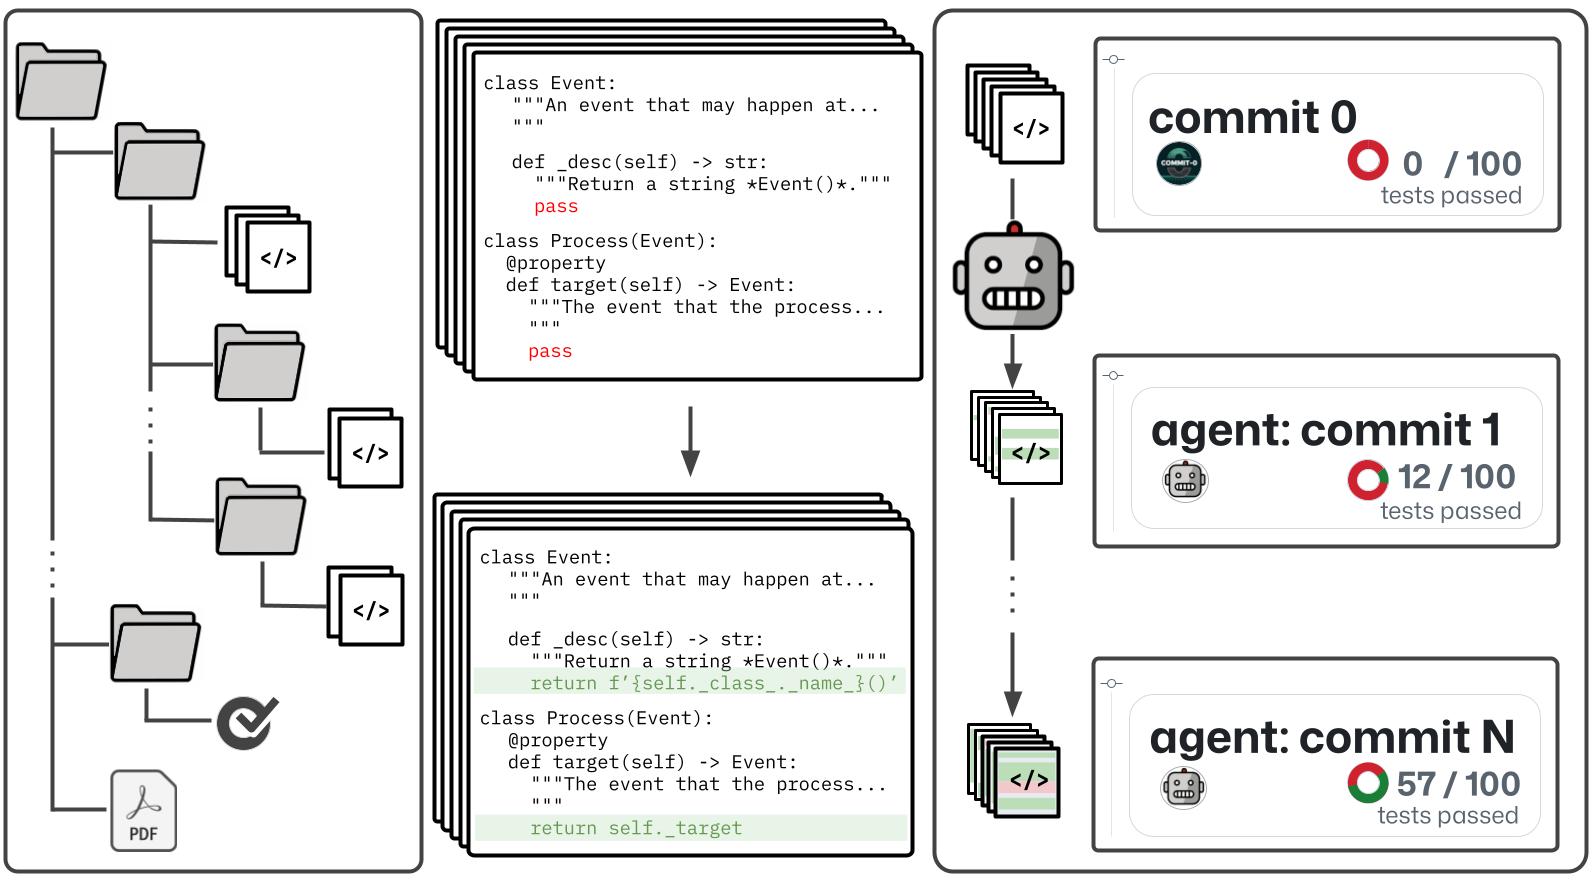 </>
</>
</>
PDF
class Event:
"""An event that may happen at...
"""
def _desc(self) -> str:
"""Return a string *Event()*."""
pass
class Process(Event):
@property
def target(self) -> Event:
"""The event that the process...
"""
pass
class Event:
"""An event that may happen at...
"""
def _desc(self) -> str:
"""Return a string *Event()*."""
return f’{self._class_._name_}()’
class Process(Event):
@property
def target(self) -> Event:
"""The event that the process...
"""
return self._target
</>
</>
</>
commit 0
COMMIT-0
0 / 100
tests passed
agent: commit 1
12 / 100
tests passed
agent: commit N
57 / 100
tests passed